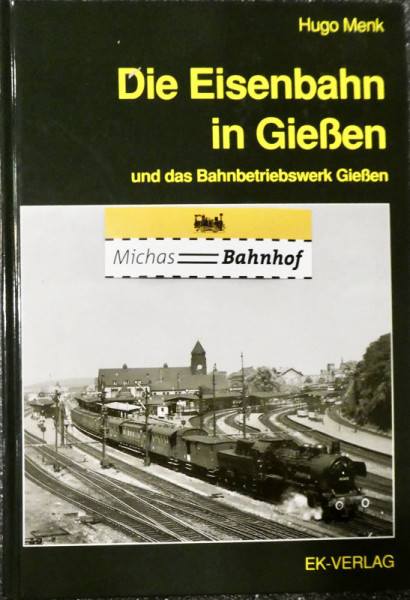 Hugo Menk
Die Eisenbahn
in Gießen
und das Bahnbetriebswerk Gießen
Michas Bahnhof
EK-VERLAG